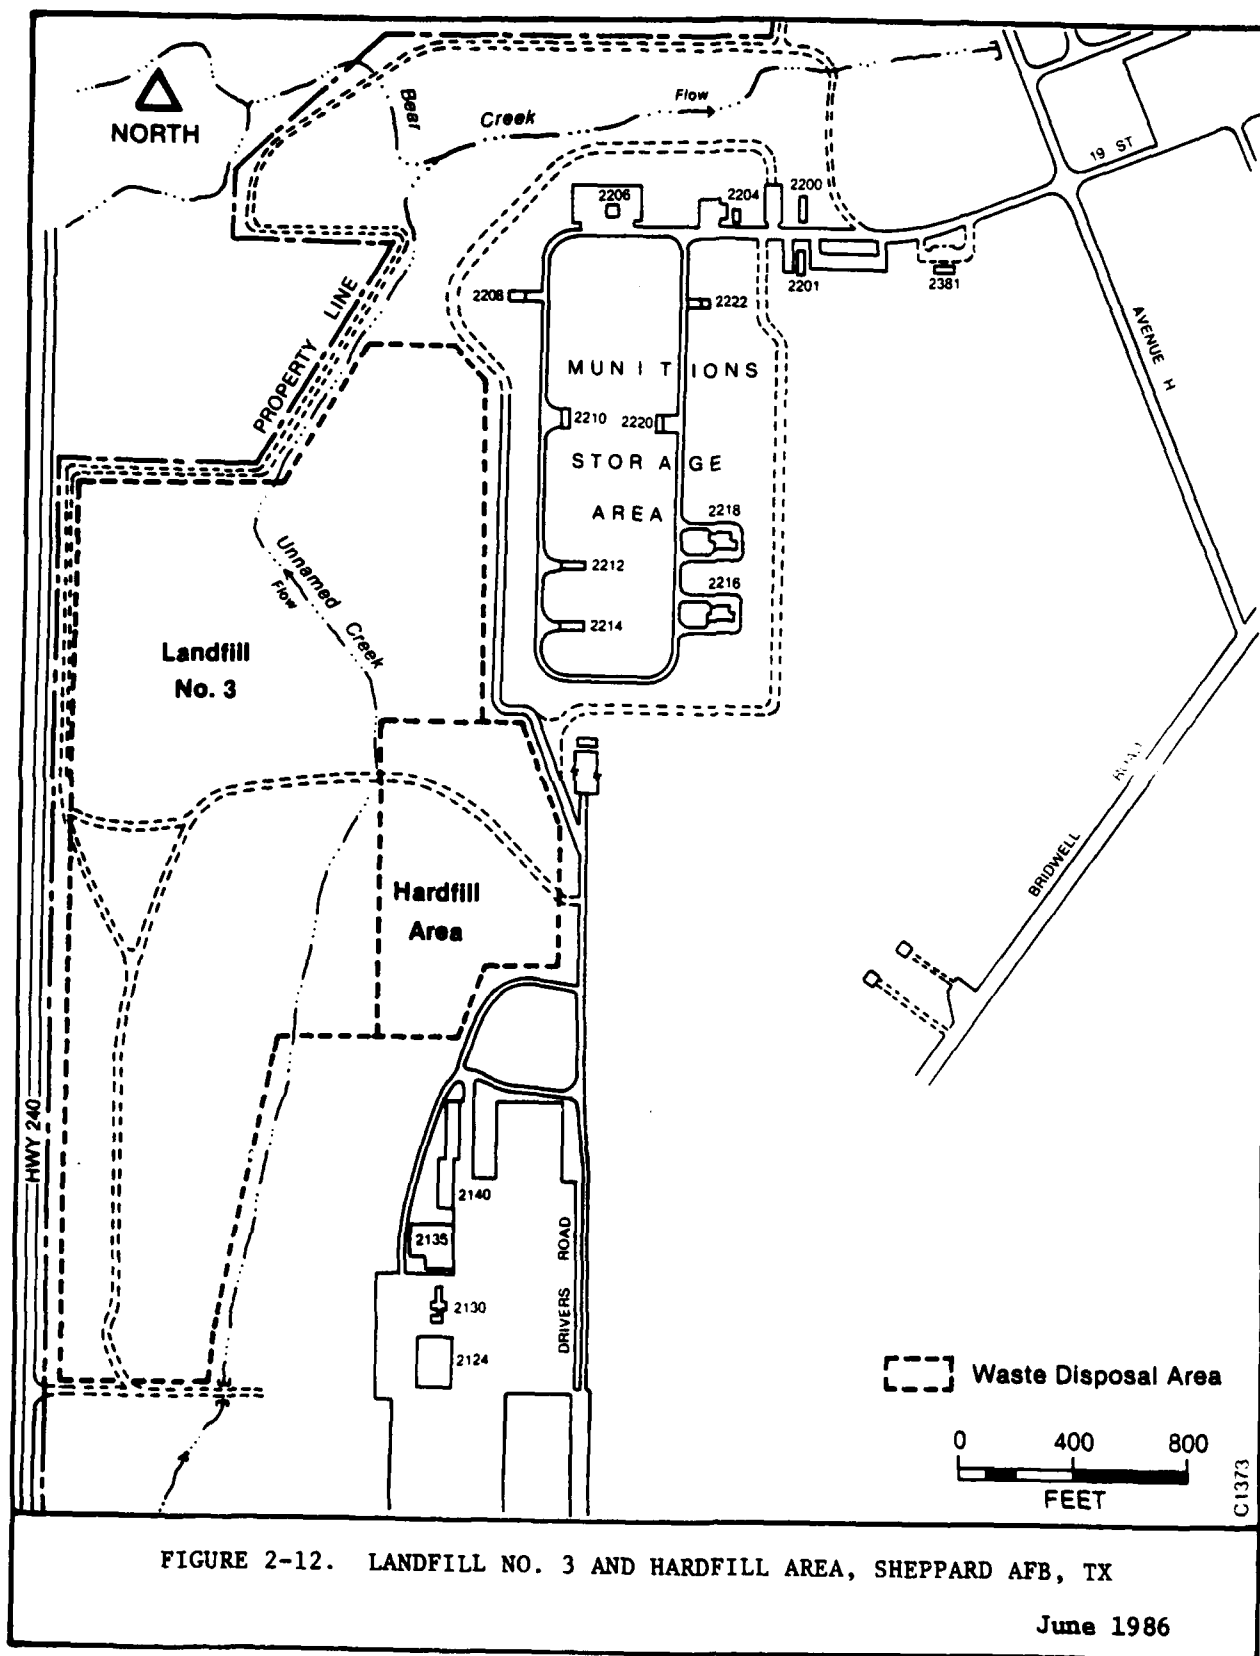 NORTH
Bear
Creek
Flow
19 ST
2206
2204
2200
2208
2222
2201
2381
PROPERTY LINE
AVENUE H
MUNITIONS
2210
2220
STORAGE
AREA
2218
2212
2216
2214
Unnamed Creek
Flow
Landfill
No. 3
BRIDWELL ROAD
Hardfill
Area
HWY 240
2140
2135
2130
2124
DRIVERS ROAD
Waste Disposal Area
0 400 800
FEET
C1373
FIGURE 2-12. LANDFILL NO. 3 AND HARDFILL AREA, SHEPPARD AFB, TX
June 1986